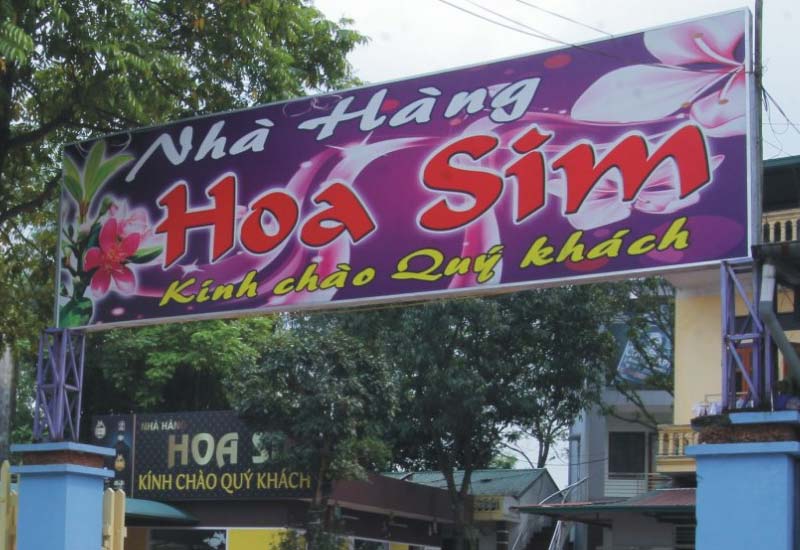 Nhà Hàng
Hoa Sim
Kính chào Quý khách
NHÀ HÀNG
HOA
KÍNH CHÀO QUÝ KHÁCH